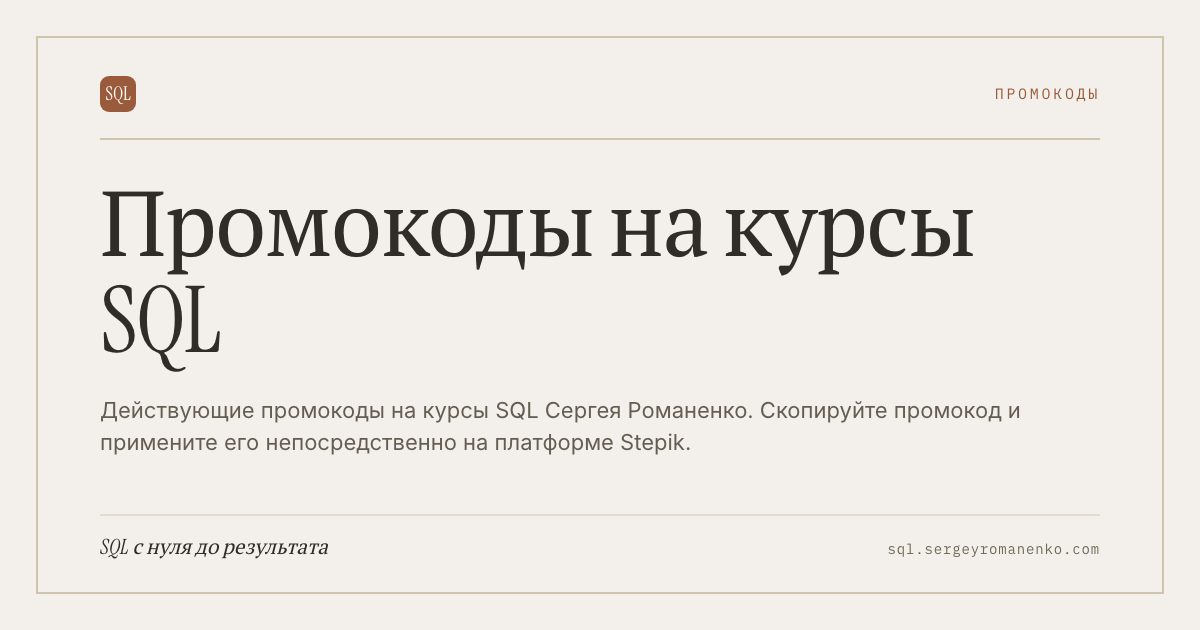 SQL
ПРОМОКОДЫ
Промокоды на курсы
SQL
Действующие промокоды на курсы SQL Сергея Романенко. Скопируйте промокод и
примените его непосредственно на платформе Stepik.
SQL с нуля до результата
sql.sergeyromanenko.com